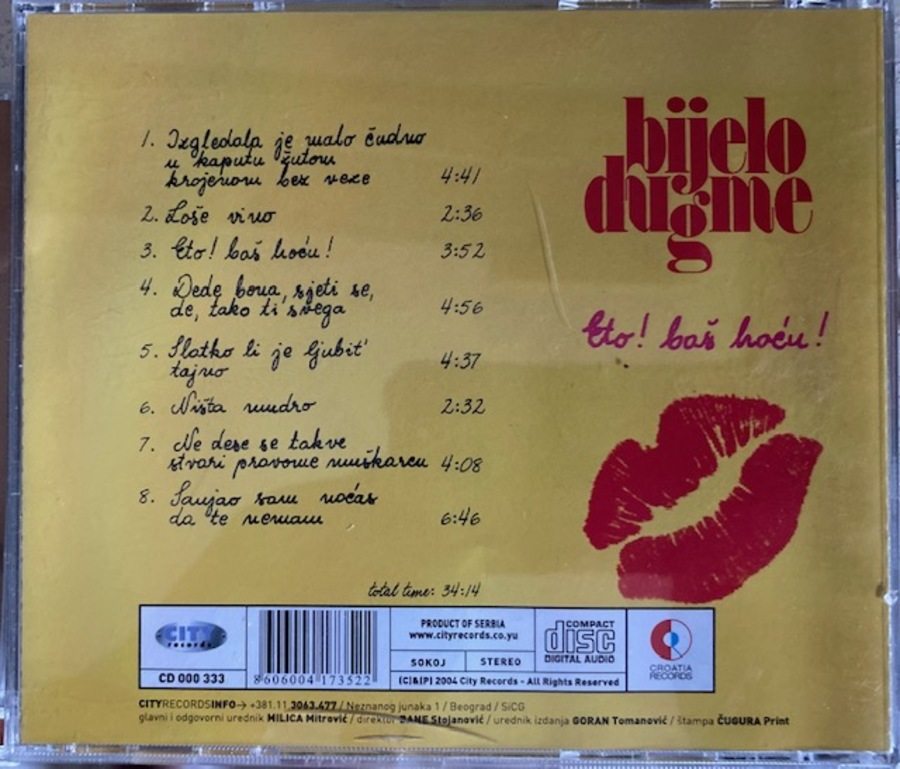 1. Izgledala je malo čudno
u kaputu žutom
krojenom bez veze 4:41
2. Loše vino 2:36
3. Eto! baš hoću! 3:52
4. Dede bona, sjeti se,
de, tako ti svega 4:56
5. Slatko li je ljubit'
tajno 4:37
6. Ništa mudro 2:32
7. Ne dese se takve
stvari pravome muškarcu 4:08
8. Sanjao sam noćas
da te nemam 6:46
total time: 34:14
bijelo
dugme
Eto! baš hoću!
CITY
records
CD 000 333
8606004173522
PRODUCT OF SERBIA
www.cityrecords.co.yu
SOKOJ STEREO
(C)&(P) 2004 City Records - All Rights Reserved
COMPACT
disc
DIGITAL AUDIO
CROATIA
RECORDS
CITYRECORDSINFO→ +381.11.3063.477 / Neznanog junaka 1 / Beograd / SiCG
glavni i odgovorni urednik MILICA Mitrović / direktor BANE Stojanović / urednik izdanja GORAN Tomanović / štampa ČUGURA Print